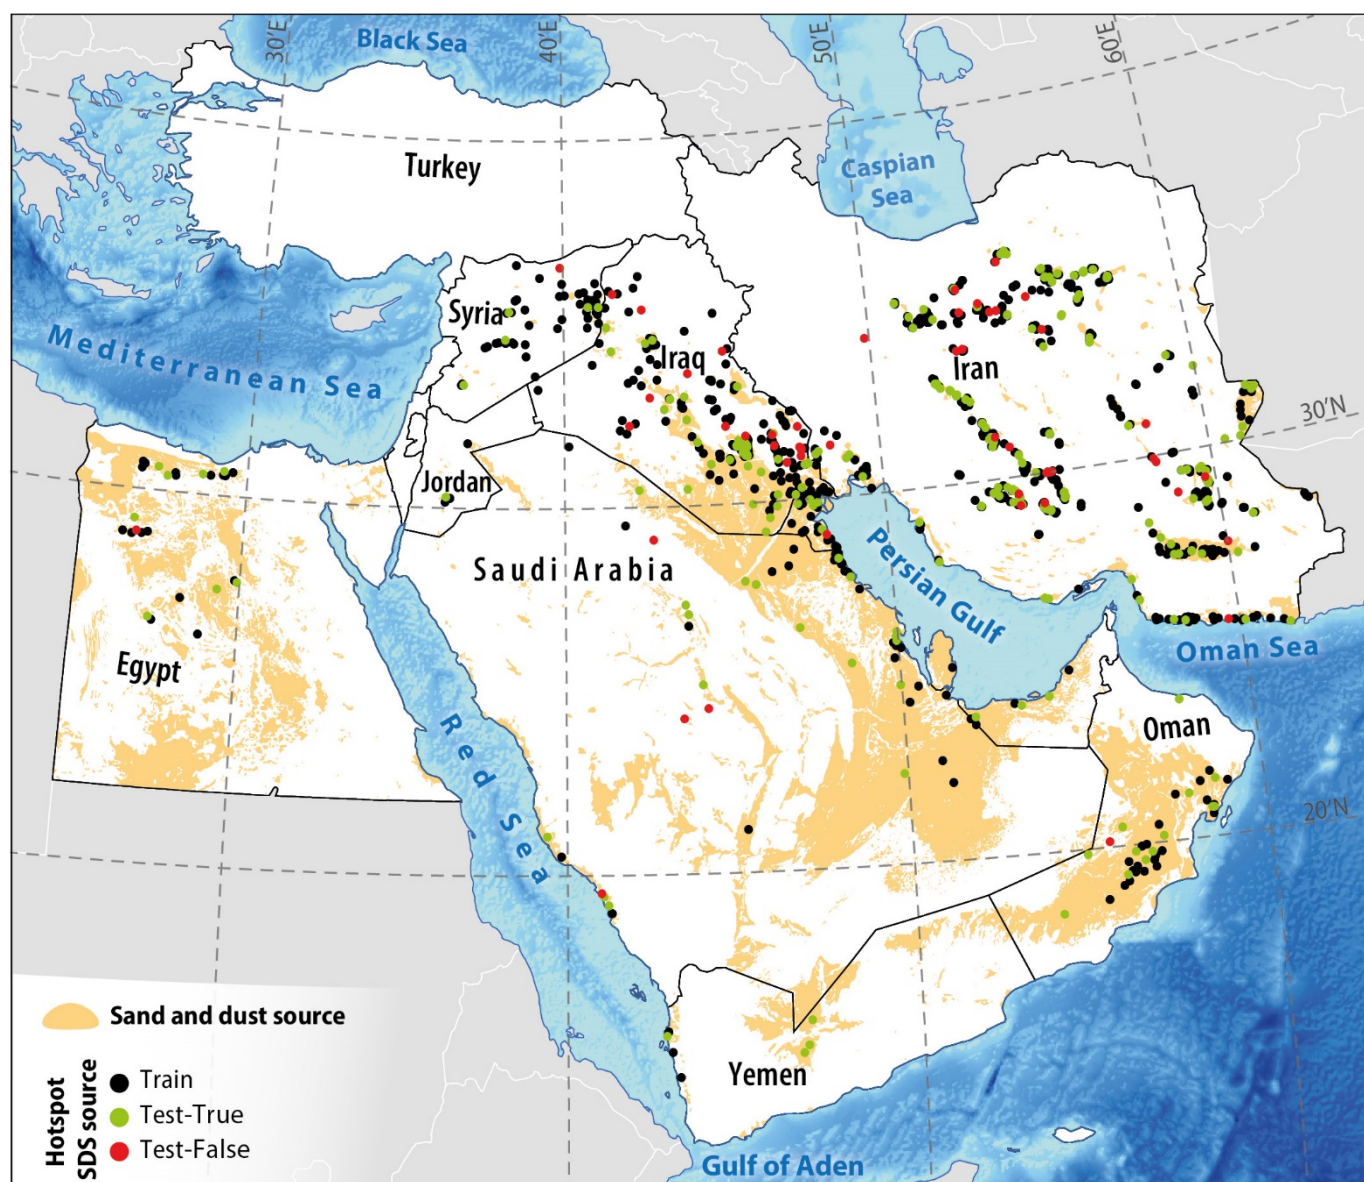 30'E
40'E
50'E
60'E
Black Sea
Caspian
Sea
Turkey
Syria
Mediterranean Sea
Iraq
Iran
30'N
Jordan
Saudi Arabia
Persian Gulf
Egypt
Oman Sea
Red Sea
Oman
20'N
Yemen
Gulf of Aden
Sand and dust source
Hotspot
SDS source
Train
Test-True
Test-False